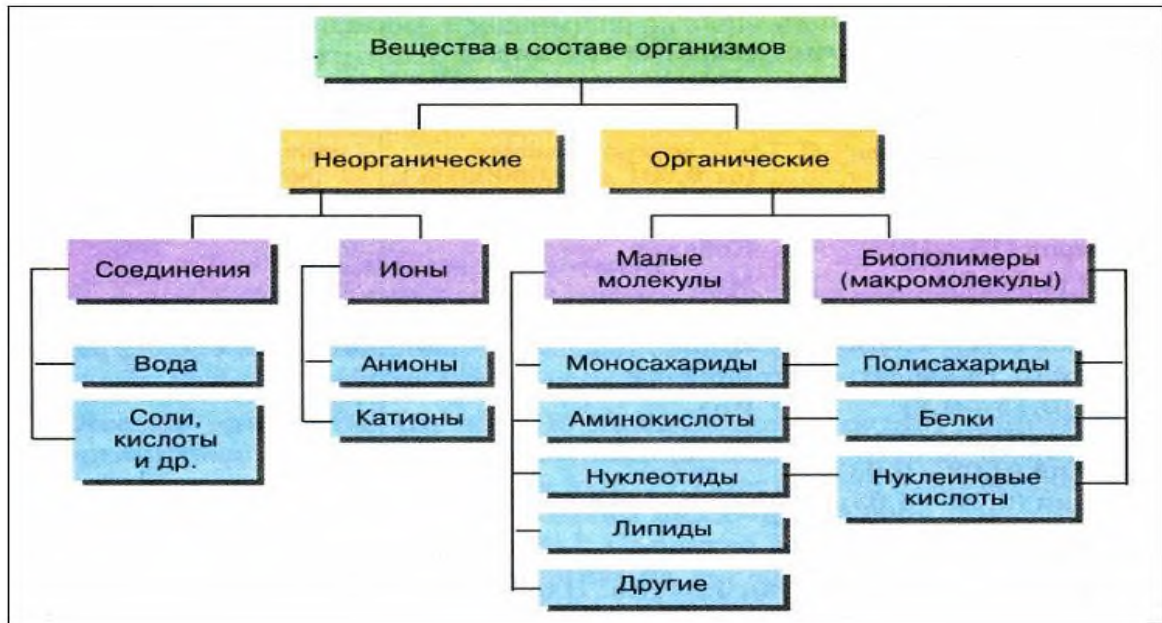 Вещества в составе организмов
Неорганические
Органические
Соединения
Ионы
Малые
молекулы
Биополимеры
(макромолекулы)
Вода
Анионы
Моносахариды
Полисахариды
Соли,
кислоты
и др.
Катионы
Аминокислоты
Белки
Нуклеотиды
Нуклеиновые
кислоты
Липиды
Другие